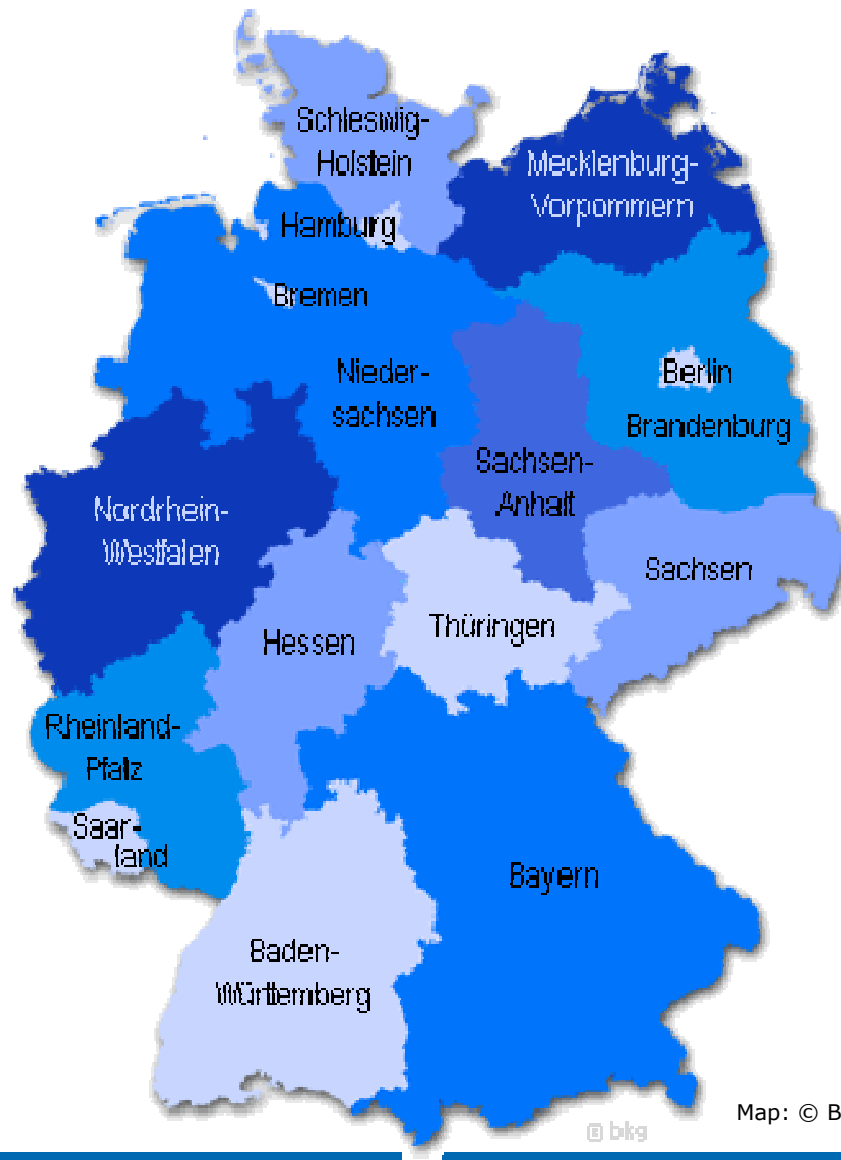 Schleswig-
Holstein
Mecklenburg-
Vorpommern
Hamburg
Bremen
Nieder-
sachsen
Berlin
Brandenburg
Sachsen-
Anhalt
Nordrhein-
Westfalen
Sachsen
Thüringen
Hessen
Rheinland-
Pfalz
Saar-
land
Bayern
Baden-
Württemberg
Map: © B
© bkg